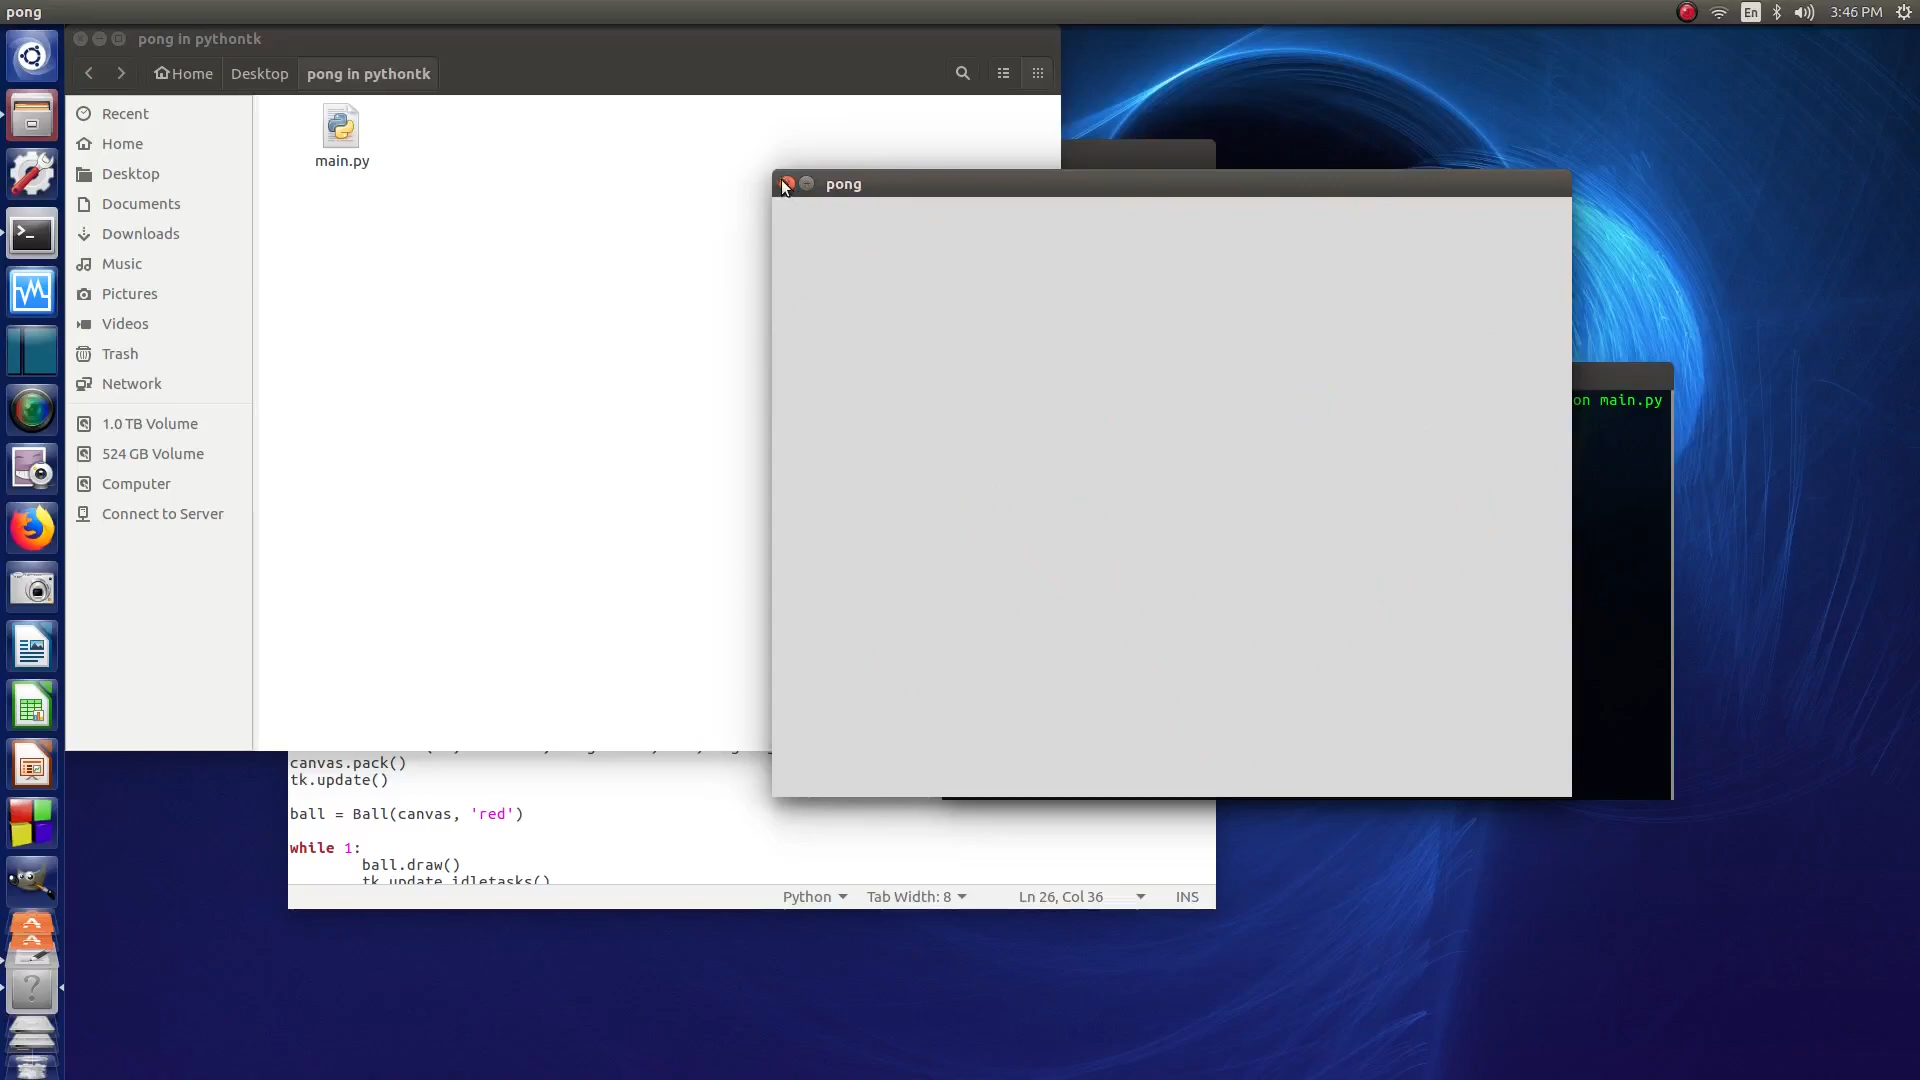 pong
En
3:46 PM
pong in pythontk
Home
Desktop
pong in pythontk
Recent
Home
Desktop
Documents
Downloads
Music
Pictures
Videos
Trash
Network
1.0 TB Volume
524 GB Volume
Computer
Connect to Server
main.py
pong
on main.py
canvas.pack()
tk.update()
ball = Ball(canvas, 'red')
while 1:
ball.draw()
tk.update_idletasks()
Python
Tab Width: 8
Ln 26, Col 36
INS